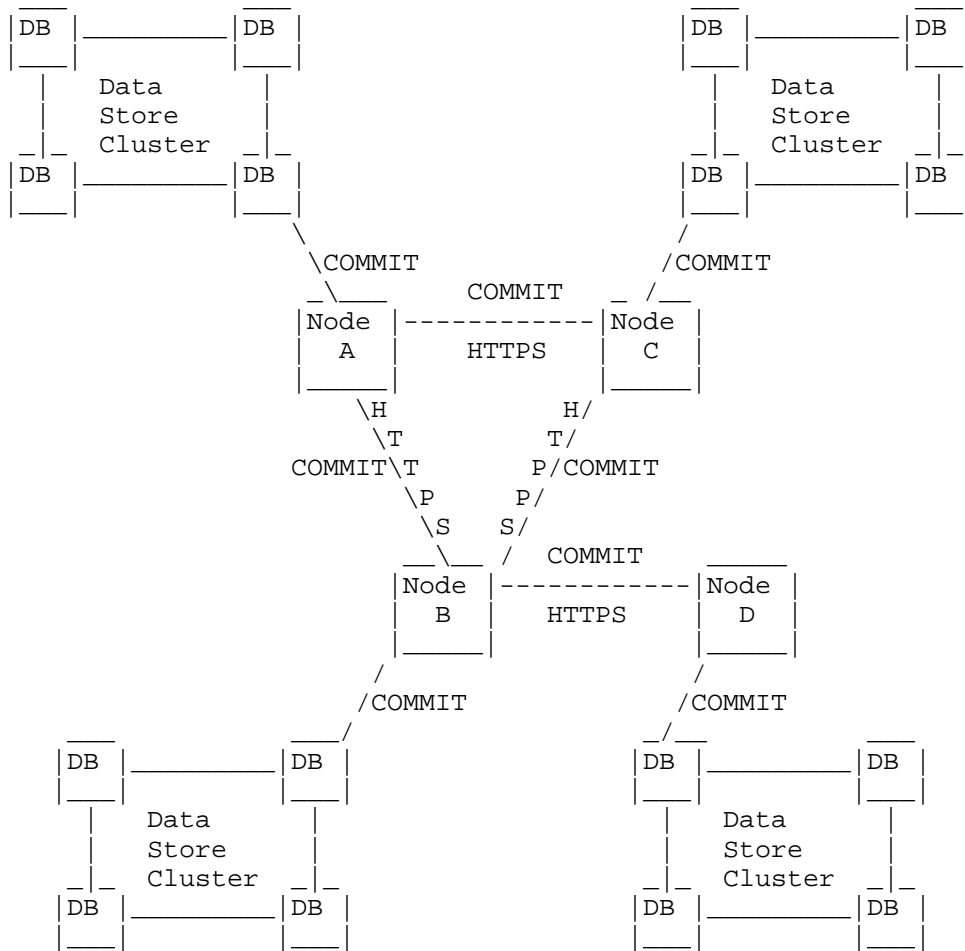 DB DB DB DB
Data Data
Store Store
Cluster Cluster
DB DB DB DB
COMMIT COMMIT
COMMIT
Node Node
A HTTPS C
H H
T T
COMMIT T P COMMIT
P P
S S
COMMIT
Node Node
B HTTPS D
COMMIT COMMIT
DB DB DB DB
Data Data
Store Store
Cluster Cluster
DB DB DB DB